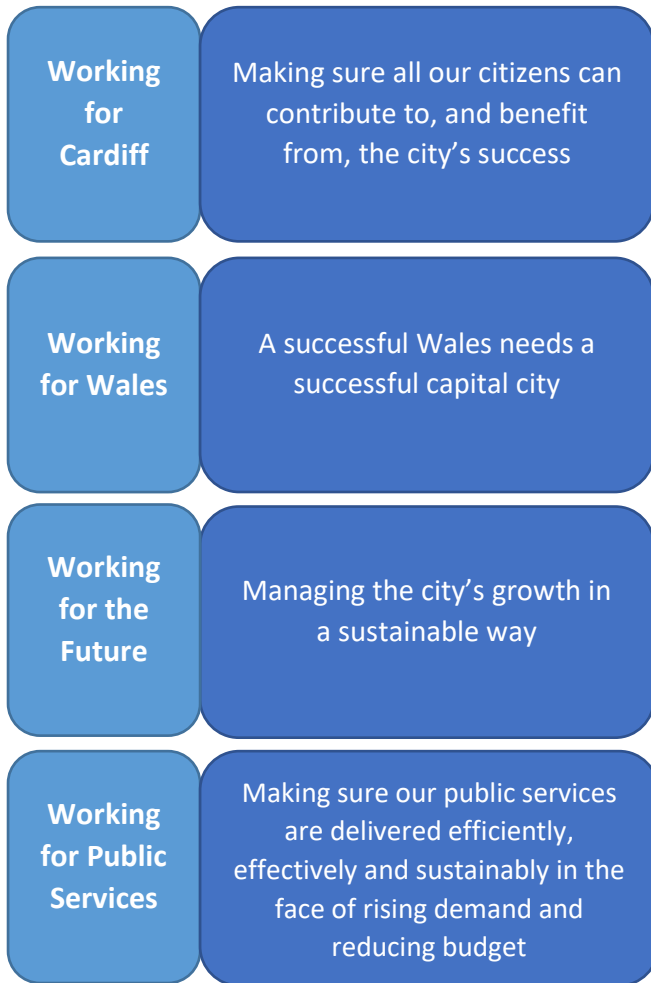 Working
for
Cardiff
Making sure all our citizens can
contribute to, and benefit
from, the city’s success
Working
for Wales
A successful Wales needs a
successful capital city
Working
for the
Future
Managing the city’s growth in
a sustainable way
Working
for Public
Services
Making sure our public services
are delivered efficiently,
effectively and sustainably in the
face of rising demand and
reducing budget